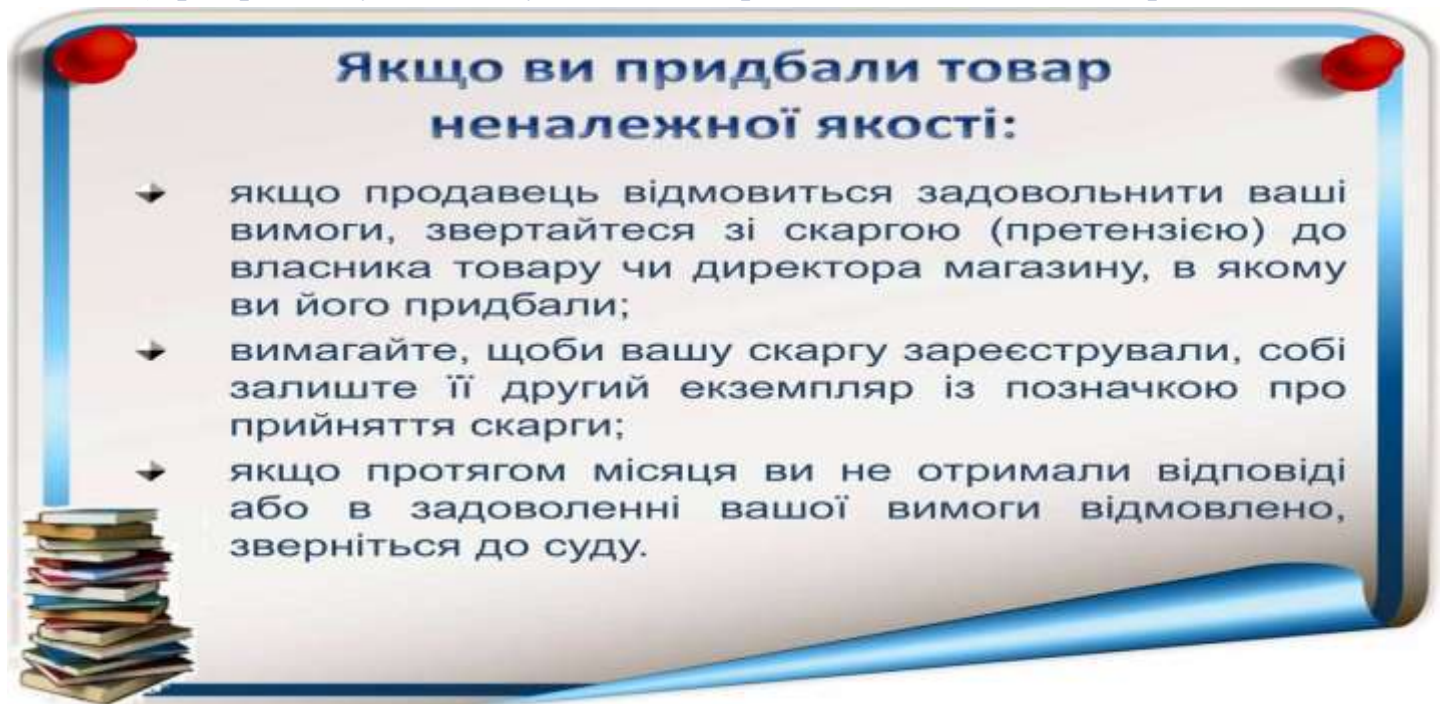 Якщо ви придбали товар
неналежної якості:
якщо продавець відмовиться задовольнити ваші
вимоги, звертайтеся зі скаргою (претензією) до
власника товару чи директора магазину, в якому
ви його придбали;
вимагайте, щоби вашу скаргу зареєстрували, собі
залиште її другий екземпляр із позначкою про
прийняття скарги;
якщо протягом місяця ви не отримали відповіді
або в задоволенні вашої вимоги відмовлено,
зверніться до суду.